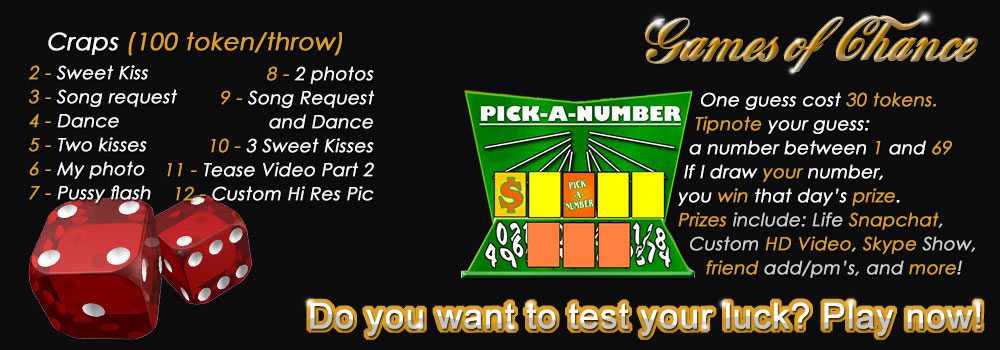 Craps (100 token/throw)
2 - Sweet Kiss
3 - Song request
4 - Dance
5 - Two kisses
6 - My photo
7 - Pussy flash
8 - 2 photos
9 - Song Request
and Dance
10 - 3 Sweet Kisses
11 - Tease Video Part 2
12 - Custom Hi Res Pic
Games of Chance
PICK-A-NUMBER
$
PICK
-A-
NUMBER
One guess cost 30 tokens.
Tipnote your guess:
a number between 1 and 69
If I draw your number,
you win that day's prize.
Prizes include: Life Snapchat,
Custom HD Video, Skype Show,
friend add/pm's, and more!
Do you want to test your luck? Play now!